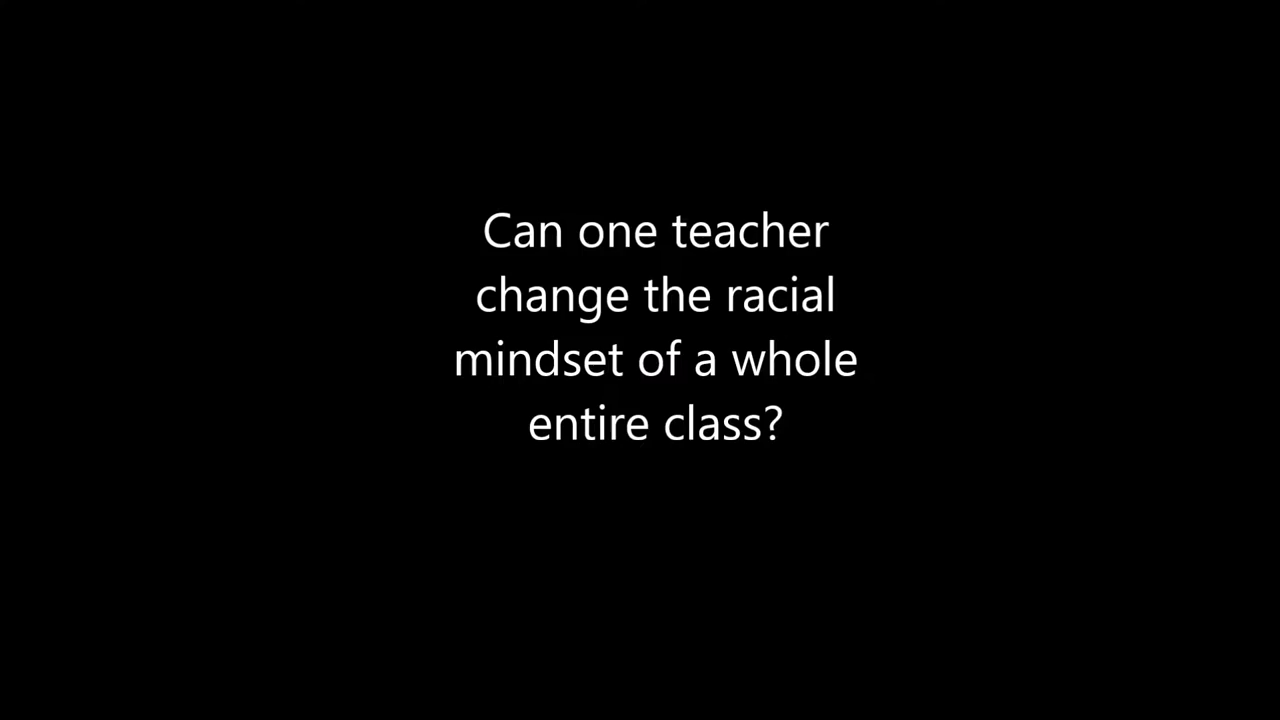 Can one teacher
change the racial
mindset of a whole
entire class?